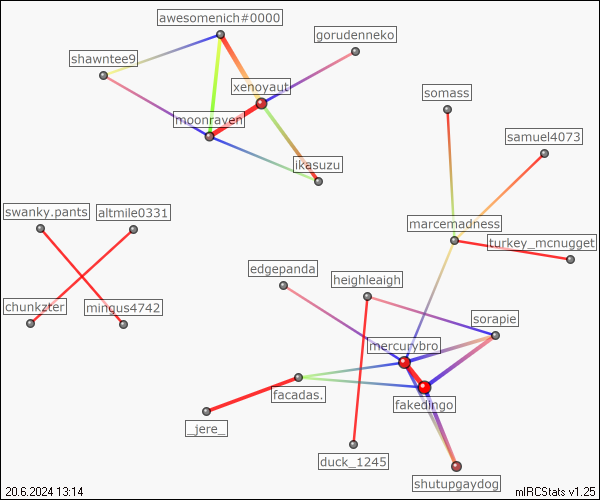 awesomenich#0000
gorudenneko
shawntee9
xenoyaut
somass
moonraven
samuel4073
ikasuzu
swanky.pants
altmile0331
marcemadness
turkey_mcnugget
edgepanda
heighleaigh
chunkzter
mingus4742
sorapie
mercurybro
facadas.
fakedingo
_jere_
duck_1245
shutupgaydog
20.6.2024 13:14
mIRCStats v1.25